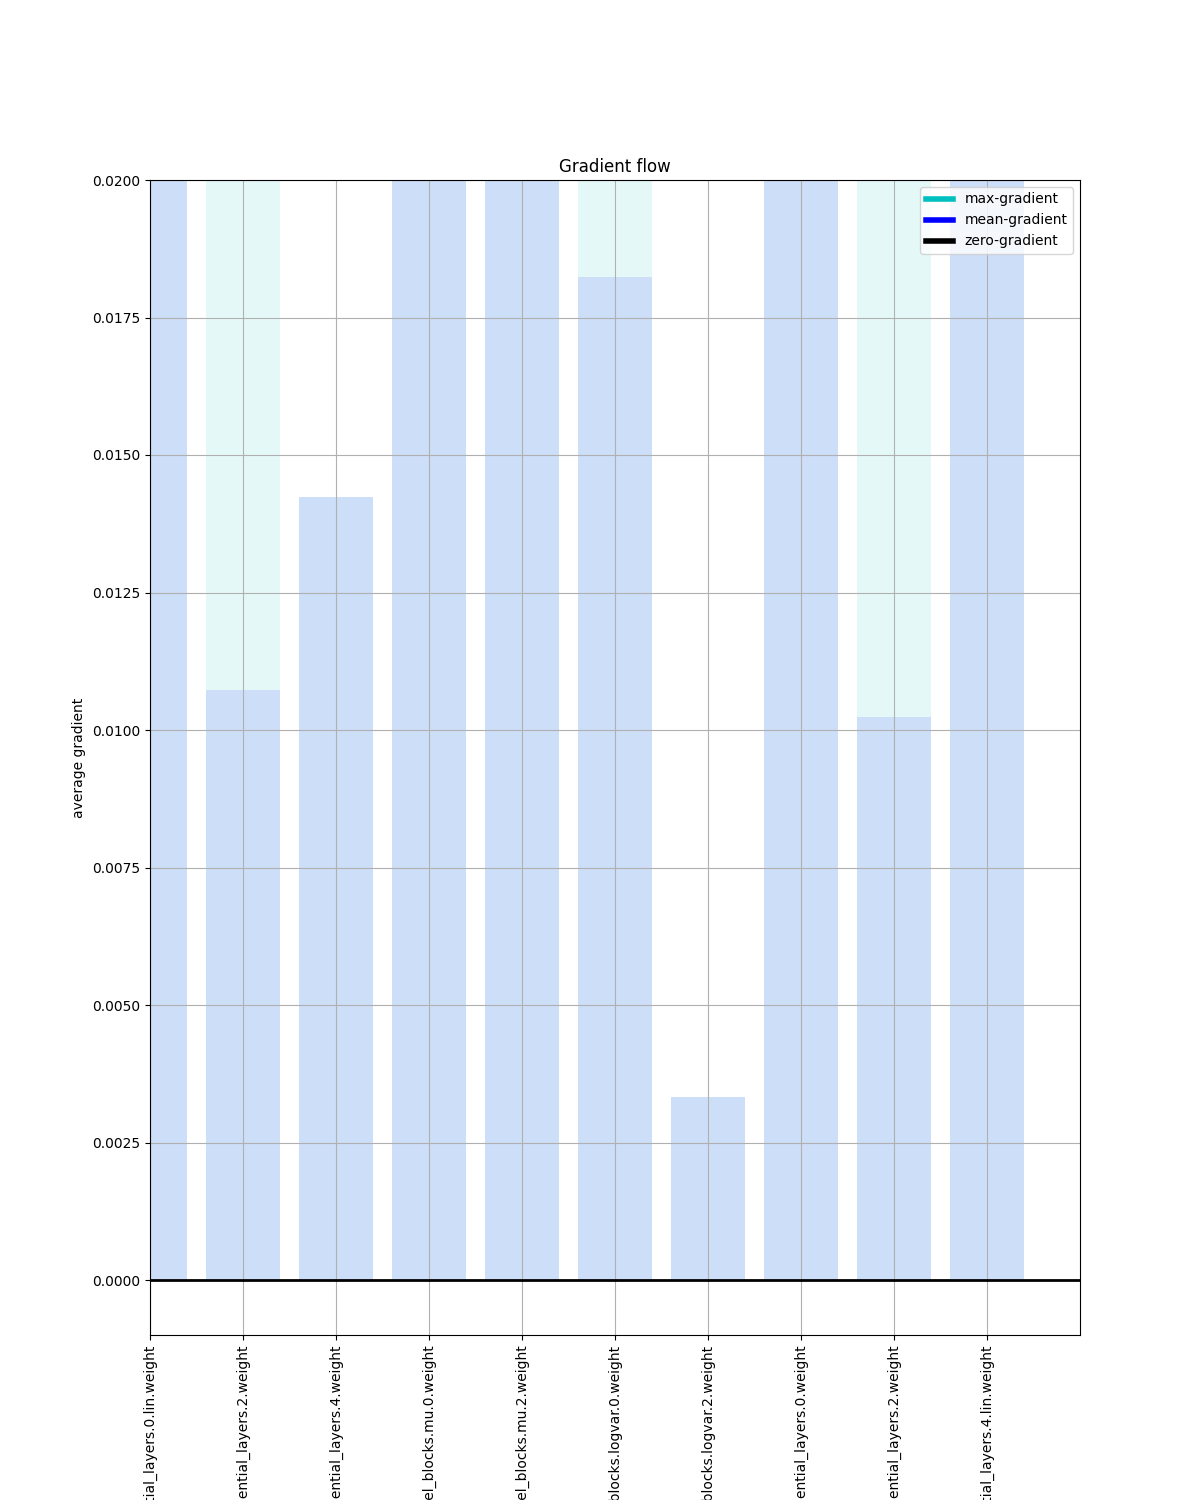 Gradient flow
max-gradient
mean-gradient
zero-gradient
0.0200
0.0175
0.0150
0.0125
0.0100
0.0075
0.0050
0.0025
0.0000
average gradient
tial_layers.0.lin.weight
ential_layers.2.weight
ential_layers.4.weight
el_blocks.mu.0.weight
el_blocks.mu.2.weight
blocks.logvar.0.weight
blocks.logvar.2.weight
ential_layers.0.weight
ential_layers.2.weight
tial_layers.4.lin.weight